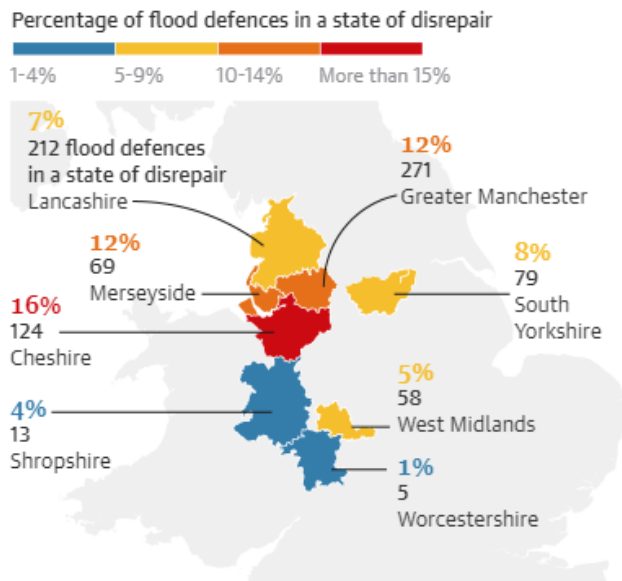 Percentage of flood defences in a state of disrepair
1-4%
5-9%
10-14%
More than 15%
7%
212 flood defences
in a state of disrepair
Lancashire
12%
271
Greater Manchester
12%
69
Merseyside
8%
79
South
Yorkshire
16%
124
Cheshire
5%
58
West Midlands
4%
13
Shropshire
1%
5
Worcestershire